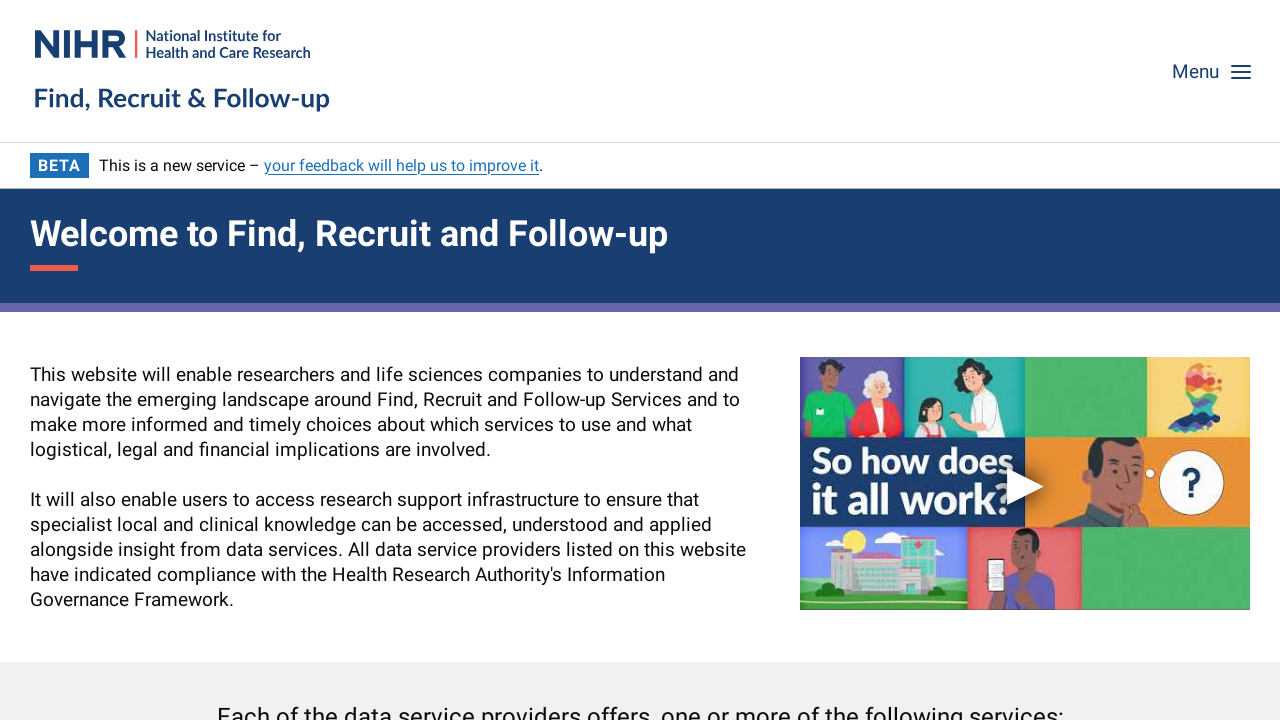 NIHR
National Institute for
Health and Care Research
Find, Recruit & Follow-up
Menu
BETA This is a new service – your feedback will help us to improve it.
Welcome to Find, Recruit and Follow-up
This website will enable researchers and life sciences companies to understand and
navigate the emerging landscape around Find, Recruit and Follow-up Services and to
make more informed and timely choices about which services to use and what
logistical, legal and financial implications are involved.
It will also enable users to access research support infrastructure to ensure that
specialist local and clinical knowledge can be accessed, understood and applied
alongside insight from data services. All data service providers listed on this website
have indicated compliance with the Health Research Authority's Information
Governance Framework.
So how does
it all work?
?
Each of the data service providers offers, one or more of the following services: